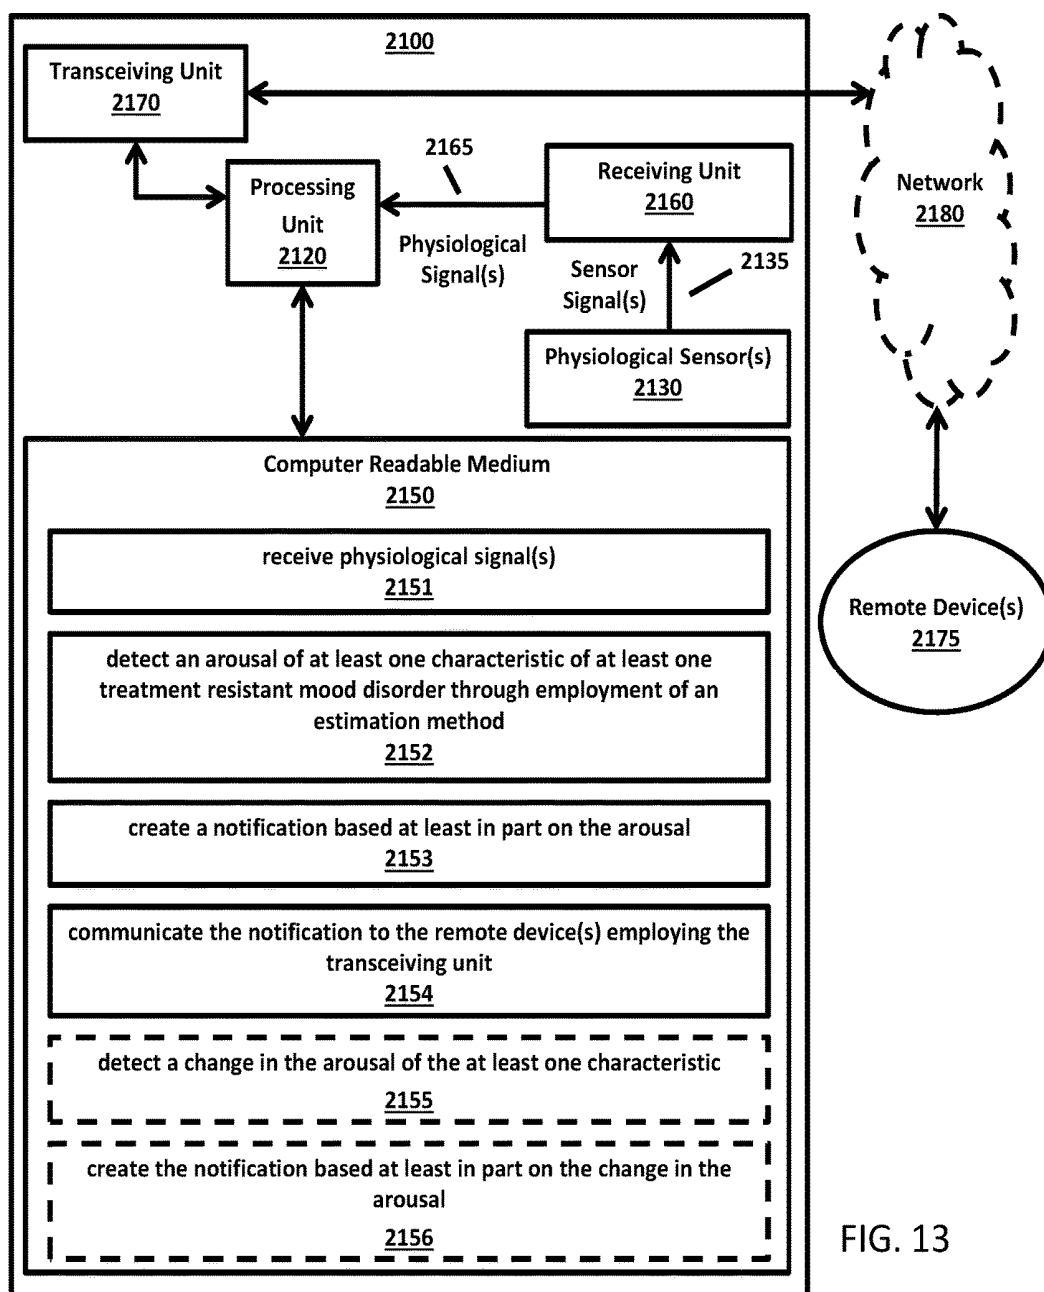 2100
Transceiving Unit
2170
2165
Processing
Unit
2120
Receiving Unit
2160
Network
2180
Physiological
Signal(s)
Sensor
Signal(s)
2135
Physiological Sensor(s)
2130
Computer Readable Medium
2150
receive physiological signal(s)
2151
detect an arousal of at least one characteristic of at least one
treatment resistant mood disorder through employment of an
estimation method
2152
create a notification based at least in part on the arousal
2153
communicate the notification to the remote device(s) employing the
transceiving unit
2154
detect a change in the arousal of the at least one characteristic
2155
create the notification based at least in part on the change in the
arousal
2156
Remote Device(s)
2175
FIG. 13